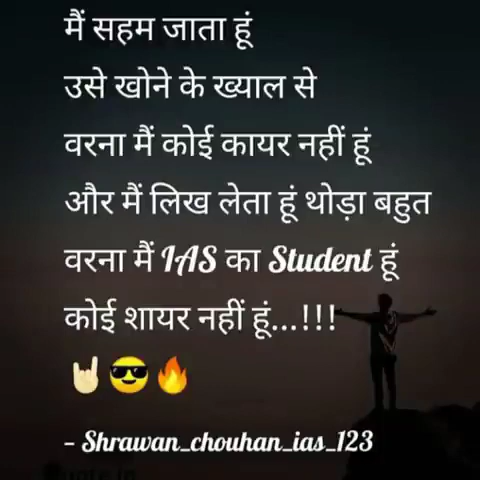 मैं सहम जाता हूं
उसे खोने के ख्याल से
वरना मैं कोई कायर नहीं हूं
और मैं लिख लेता हूं थोड़ा बहुत
वरना मैं IAS का Student हूं
कोई शायर नहीं हूं...!!!
🤘🏻😎🔥
- Shrawan_chouhan_ias_123